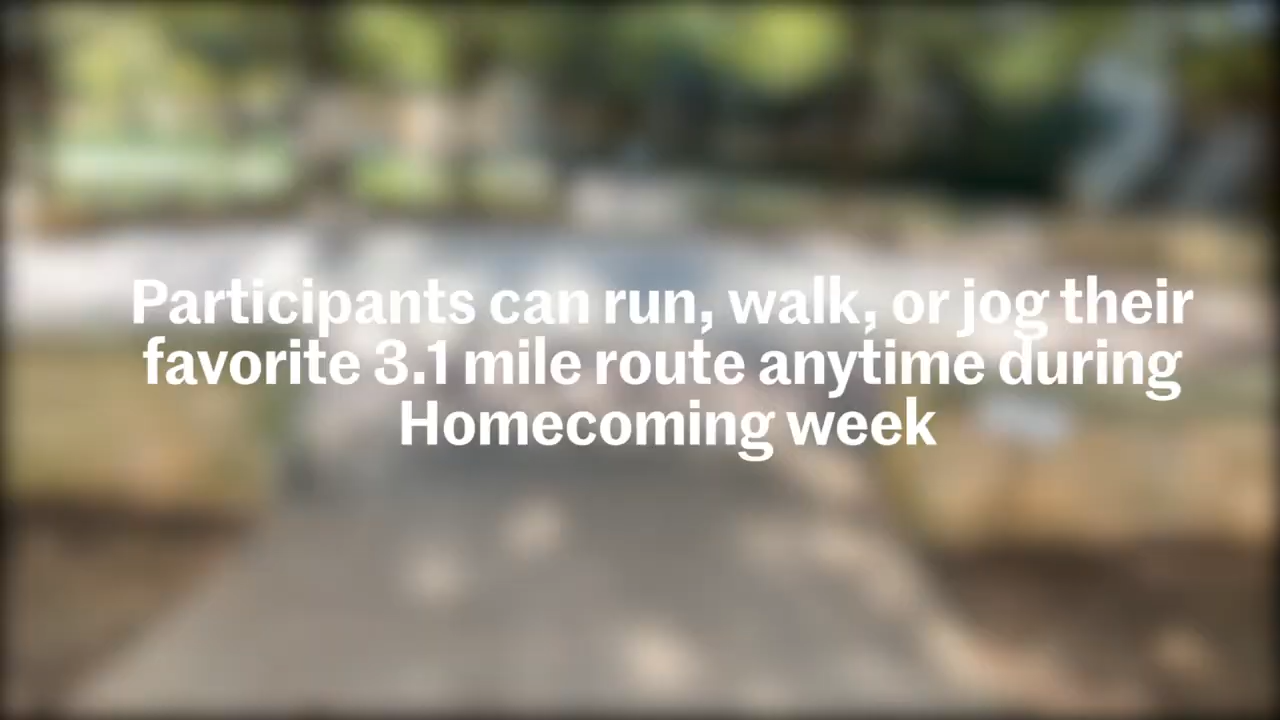 Participants can run, walk, or jog their
favorite 3.1 mile route anytime during
Homecoming week